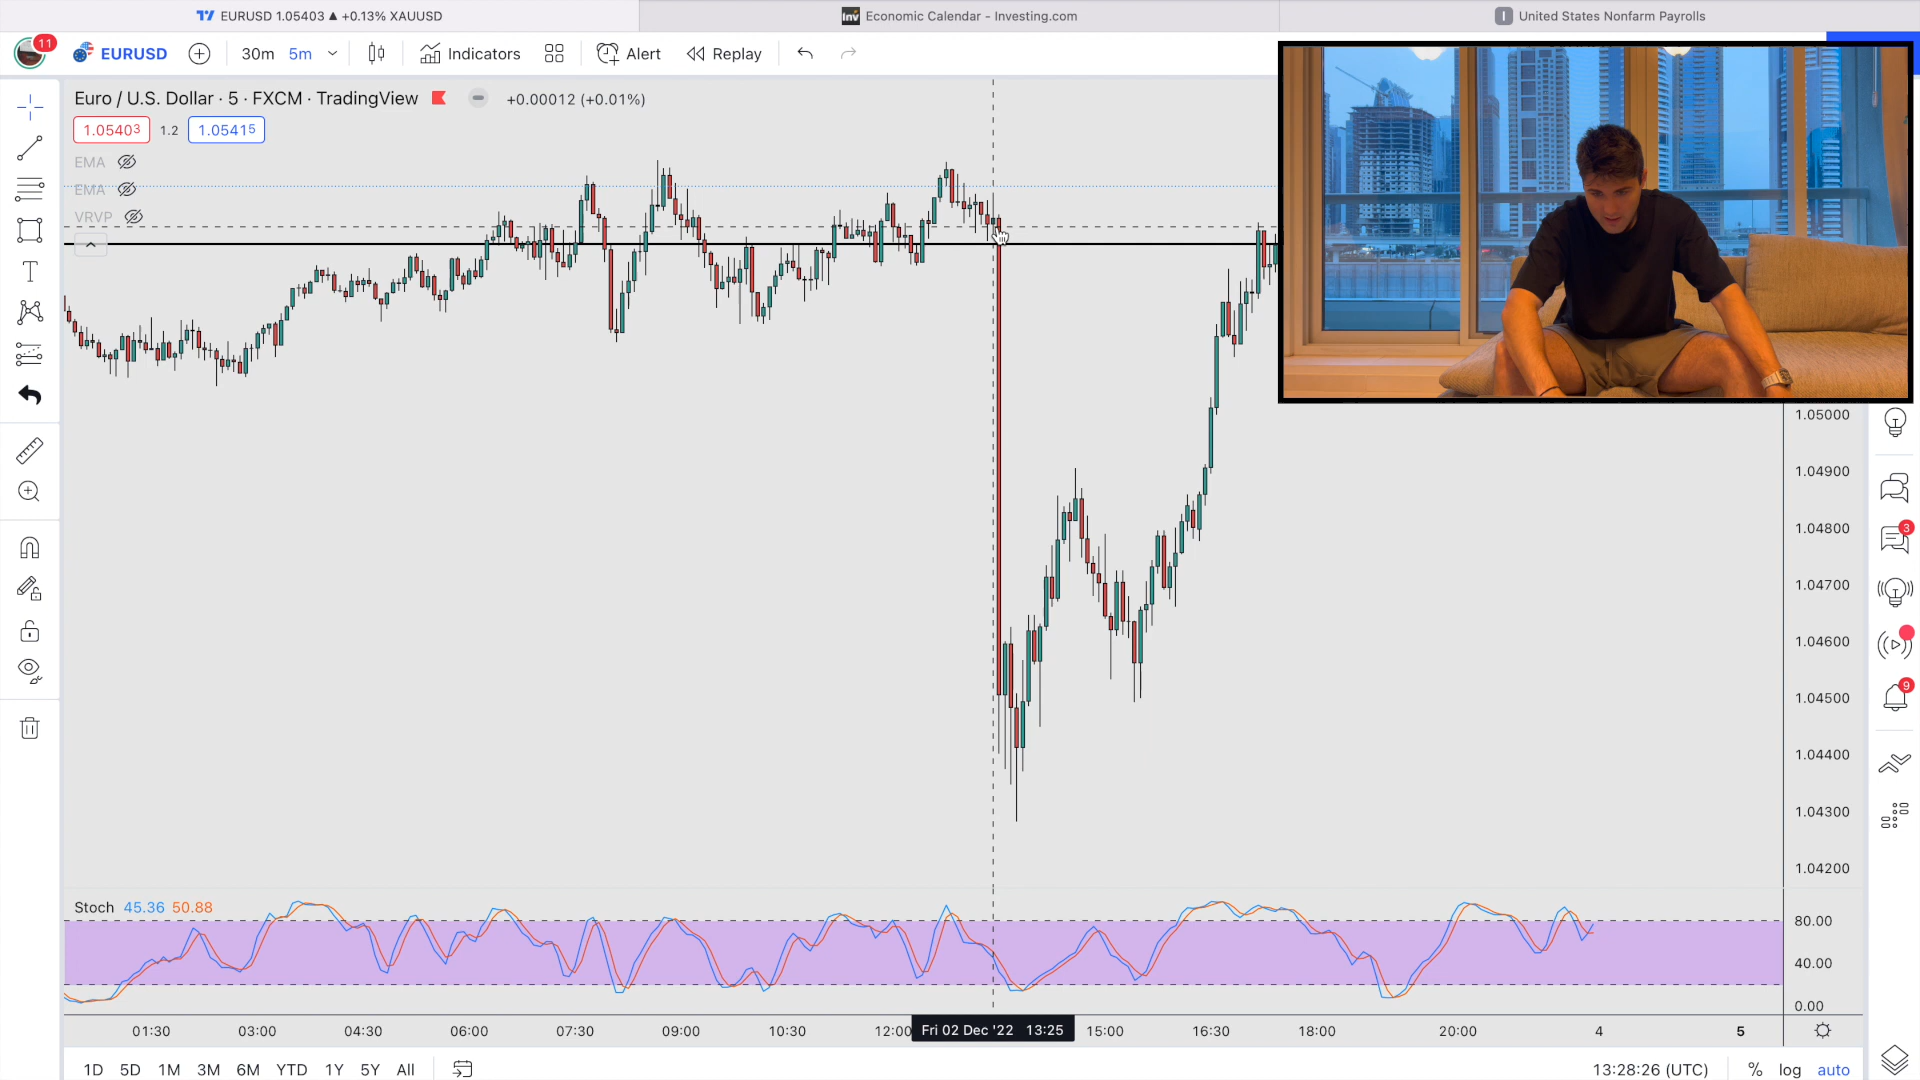 EURUSD 1.05403 ▲ +0.13% XAUUSD
Economic Calendar - Investing.com
United States Nonfarm Payrolls
11
EURUSD
30m 5m
Indicators
Alert
Replay
Euro / U.S. Dollar · 5 · FXCM · TradingView
+0.00012 (+0.01%)
1.05403 1.2 1.05415
EMA
EMA
VRVP
1.05000
1.04900
1.04800
1.04700
1.04600
1.04500
1.04400
1.04300
1.04200
3
9
Stoch 45.36 50.88
80.00
40.00
0.00
01:30 03:00 04:30 06:00 07:30 09:00 10:30 12:00 Fri 02 Dec '22 13:25 15:00 16:30 18:00 20:00 4 5
1D 5D 1M 3M 6M YTD 1Y 5Y All
13:28:26 (UTC) % log auto